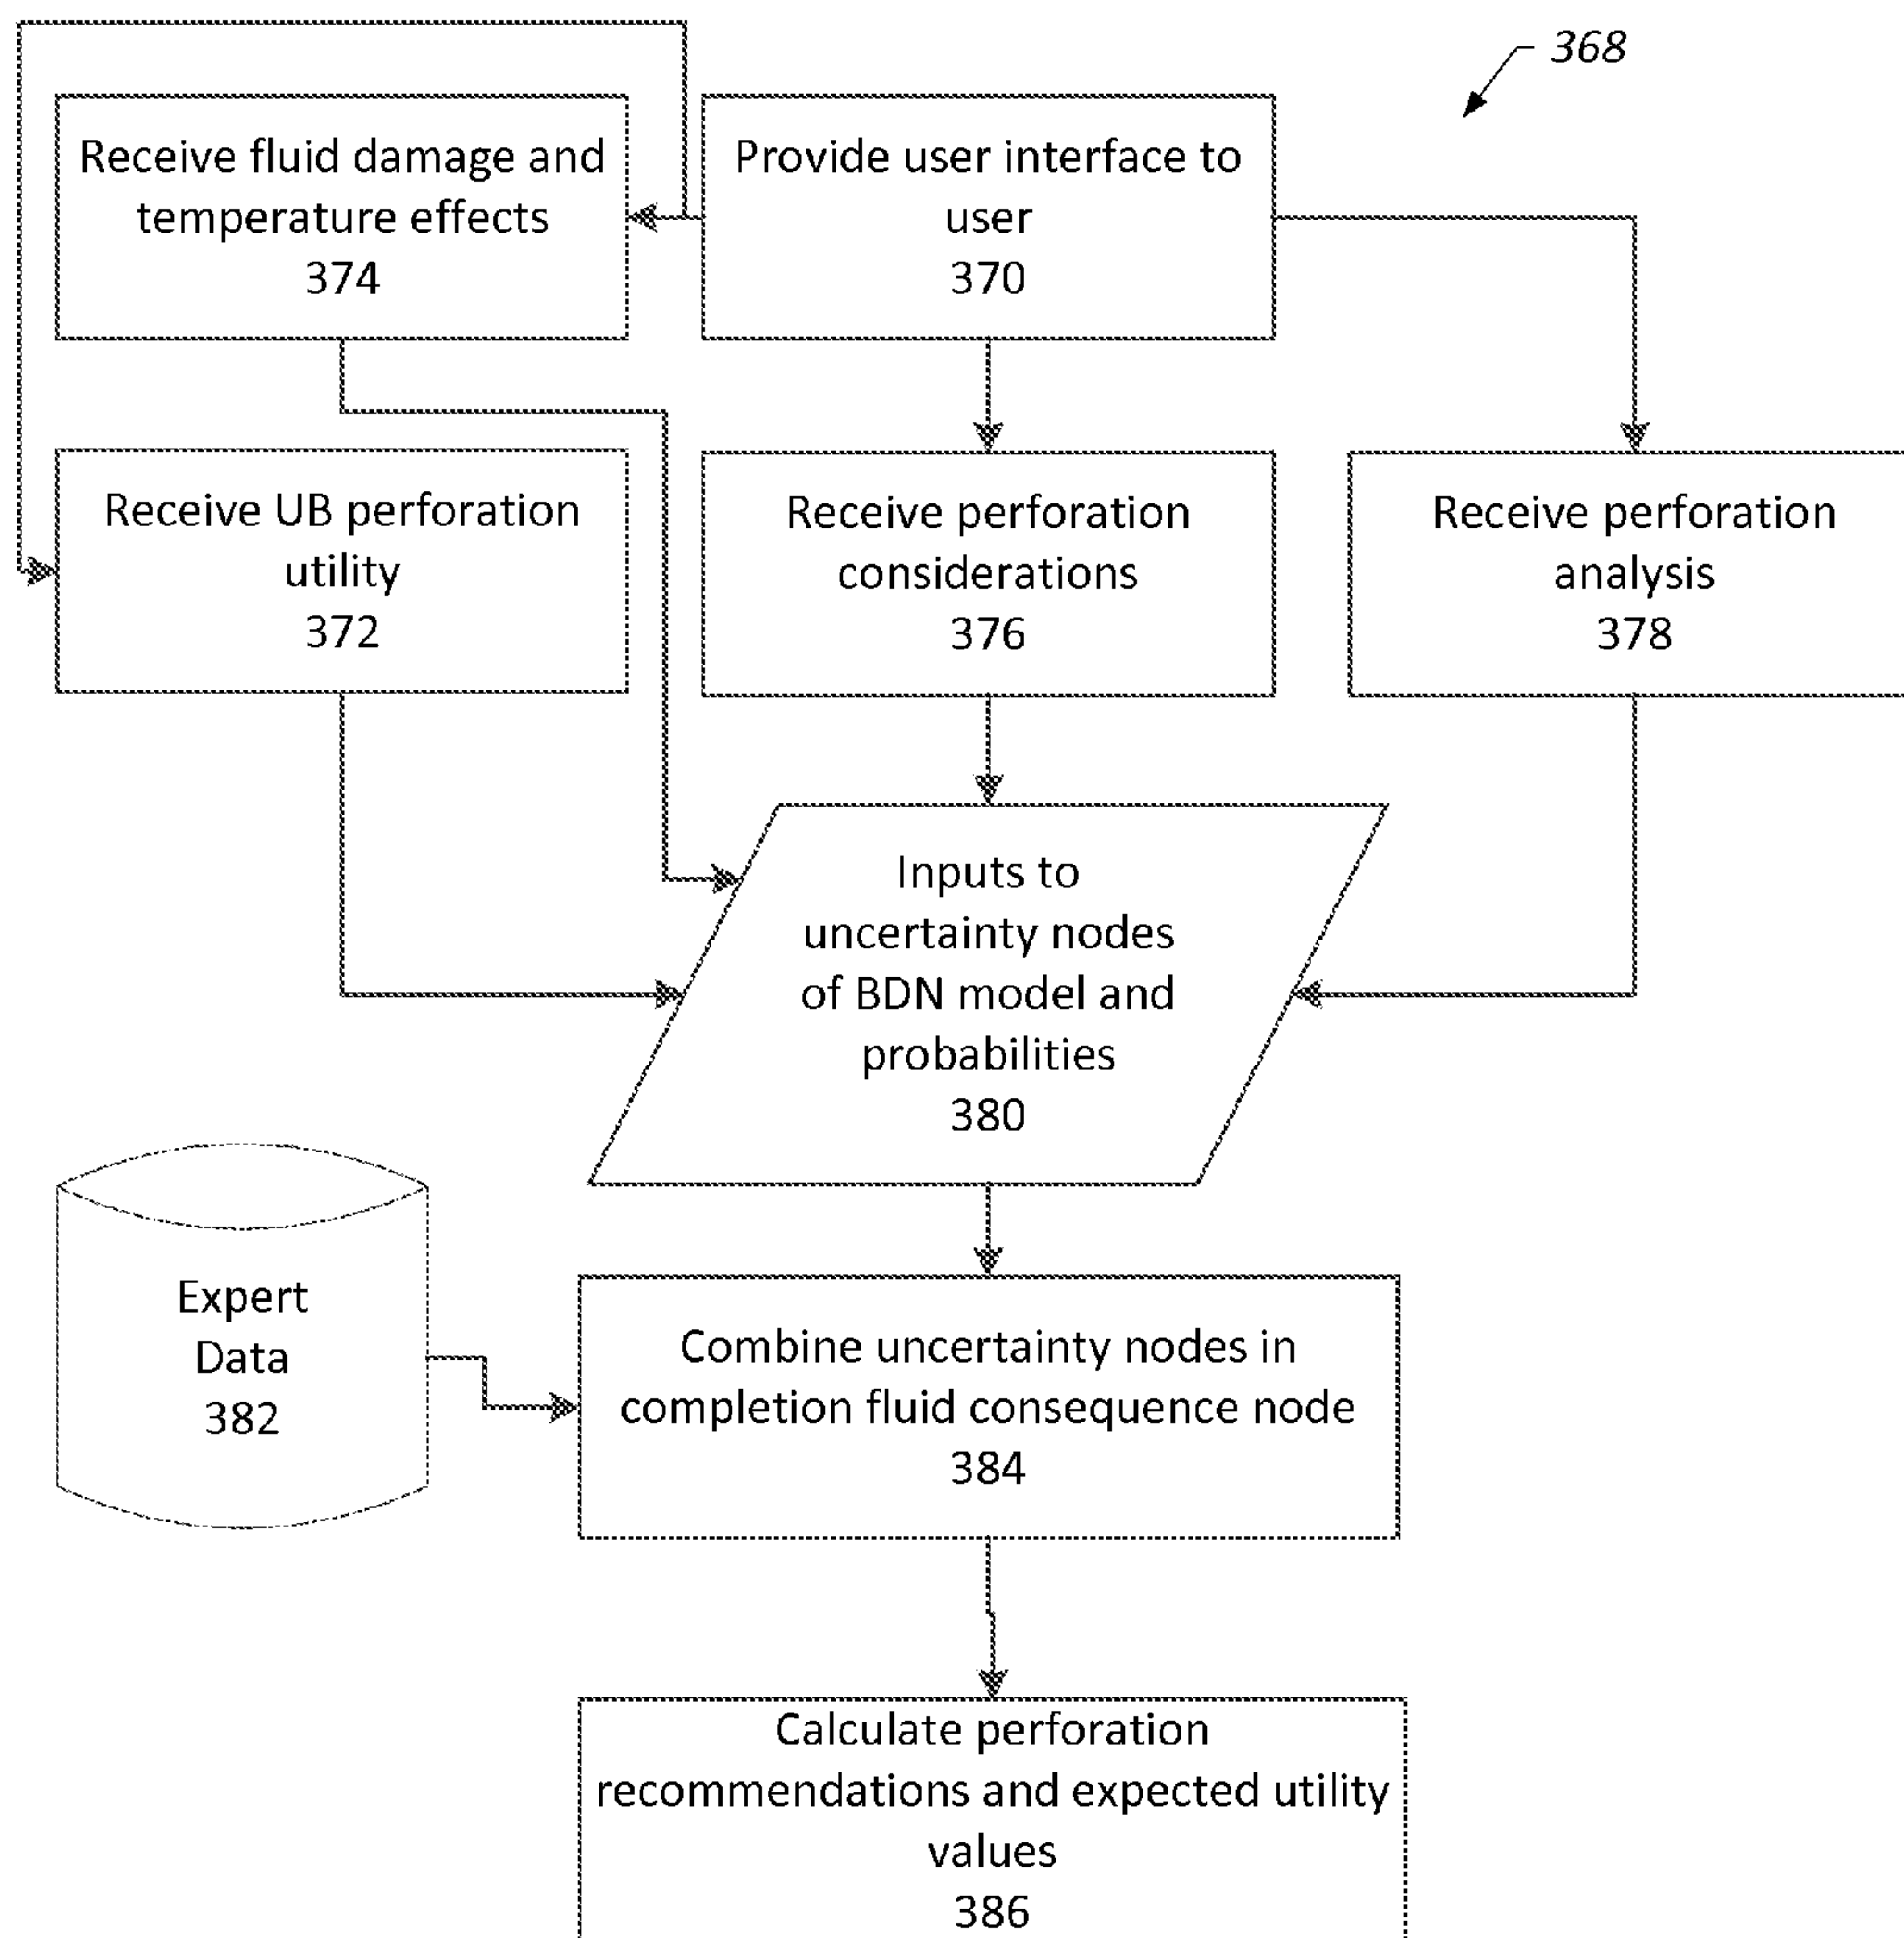 368
Receive fluid damage and
temperature effects
374
Provide user interface to
user
370
Receive UB perforation
utility
372
Receive perforation
considerations
376
Receive perforation
analysis
378
Inputs to
uncertainty nodes
of BDN model and
probabilities
380
Expert
Data
382
Combine uncertainty nodes in
completion fluid consequence node
384
Calculate perforation
recommendations and expected utility
values
386